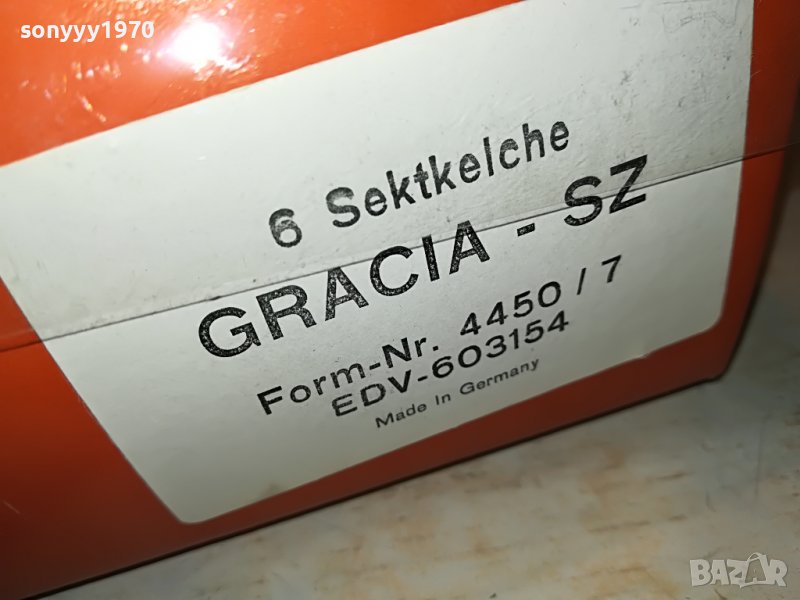 sonyyy1970
6 Sektkelche
GRACIA - SZ
Form-Nr. 4450 / 7
EDV-603154
Made In Germany
BAZAR